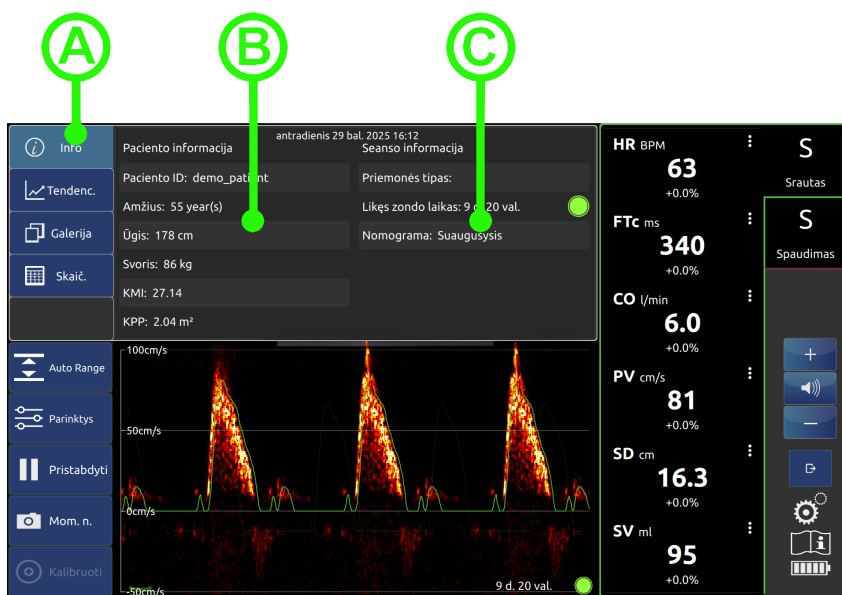 A
B
C
Info
Tendenc.
Galerija
Skaič.
antradienis 29 bal. 2025 16:12
Paciento informacija
Paciento ID: demo_patient
Amžius: 55 year(s)
Ūgis: 178 cm
Svoris: 86 kg
KMI: 27.14
KPP: 2.04 m²
Seanso informacija
Priemonės tipas:
Likęs zondo laikas: 9 d. 20 val.
Nomograma: Suaugusysis
Auto Range
Parinktys
Pristabdyti
Mom. n.
Kalibruoti
100cm/s
50cm/s
0cm/s
-50cm/s
9 d. 20 val.
HR BPM
63
+0.0%
FTc ms
340
+0.0%
CO l/min
6.0
+0.0%
PV cm/s
81
+0.0%
SD cm
16.3
+0.0%
SV ml
95
+0.0%
S
Srautas
S
Spaudimas